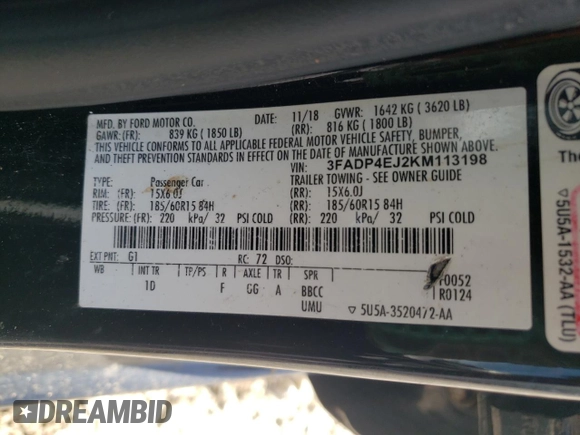 MFD. BY FORD MOTOR CO.
DATE: 11/18 GVWR: 1642 KG ( 3620 LB)
GAWR: (FR): 839 KG ( 1850 LB) (RR): 816 KG ( 1800 LB)
THIS VEHICLE CONFORMS TO ALL APPLICABLE FEDERAL MOTOR VEHICLE SAFETY, BUMPER,
AND THEFT PREVENTION STANDARDS IN EFFECT ON THE DATE OF MANUFACTURE SHOWN ABOVE.
VIN: 3FADP4EJ2KM113198
TYPE: Passenger Car TRAILER TOWING - SEE OWNER GUIDE
RIM: (FR): 15X6.0J (RR): 15X6.0J
TIRE: (FR): 185/60R15 84H (RR): 185/60R15 84H
PRESSURE: (FR): 220 kPa/ 32 PSI COLD (RR): 220 kPa/ 32 PSI COLD
EXT PNT: G1 RC: 72 DSO:
WB INT TR TP/PS R AXLE TR SPR
1D F GG A BBCC
UMU
F0052
R0124
▽ 5U5A-3520472-AA
▽ 5U5A-1532-AA (TLU)
DREAMBID